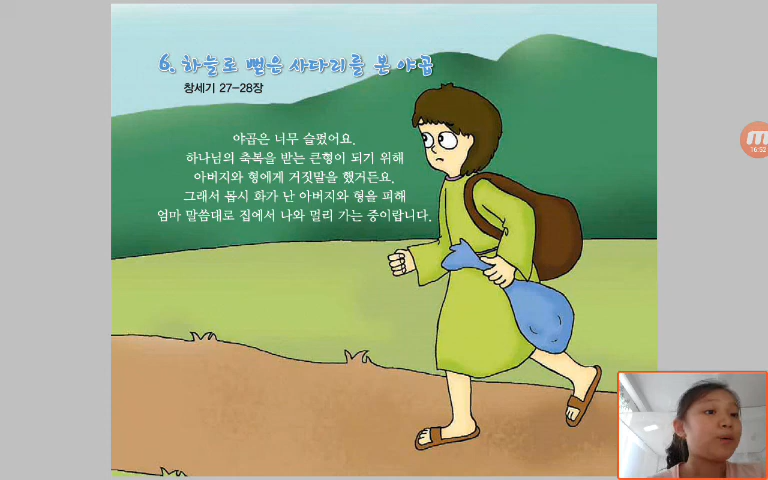 6. 하늘로 뻗은 사다리를 본 야곱
창세기 27-28장
야곱은 너무 슬펐어요.
하나님의 축복을 받는 큰형이 되기 위해
아버지와 형에게 거짓말을 했거든요.
그래서 몹시 화가 난 아버지와 형을 피해
엄마 말씀대로 집에서 나와 멀리 가는 중이랍니다.
16:52